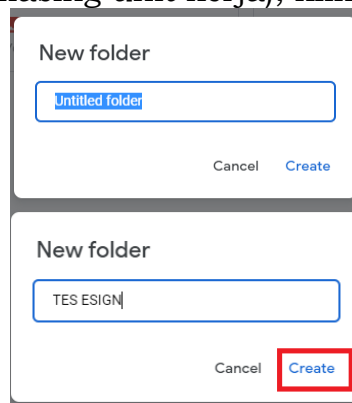 New folder
Untitled folder
Cancel Create
New folder
TES ESIGN
Cancel Create